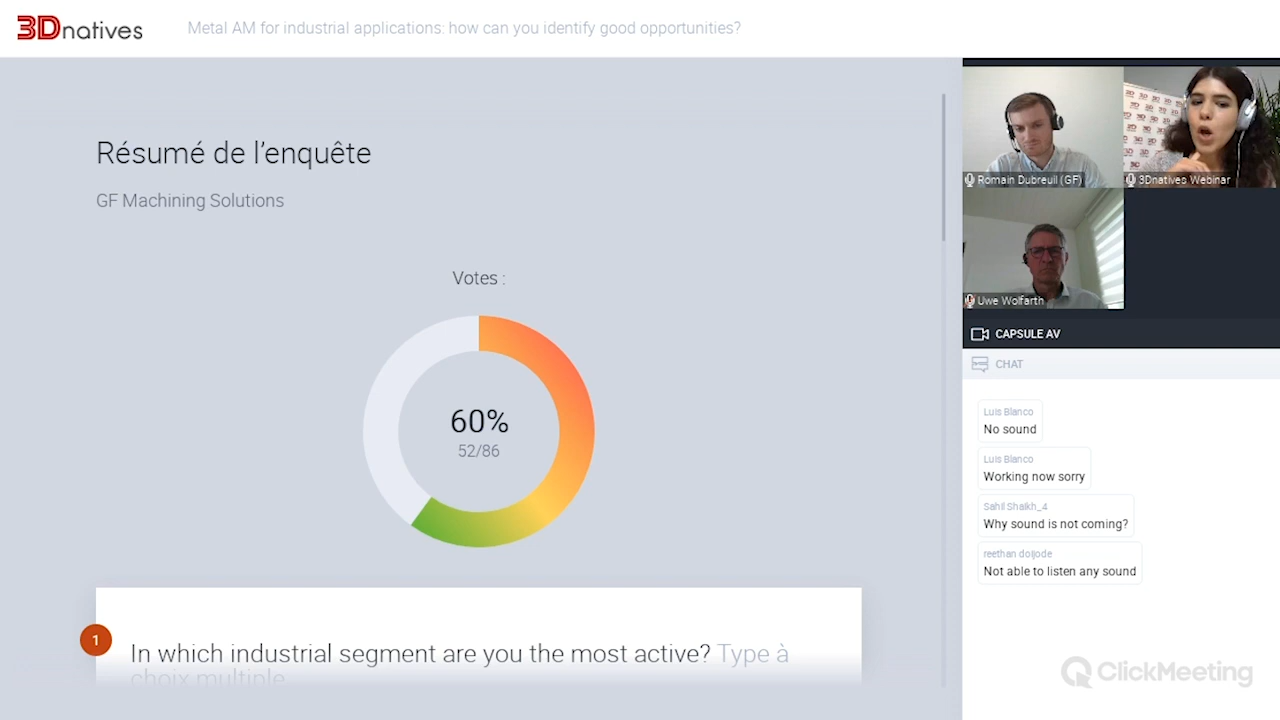 3Dnatives
Metal AM for industrial applications: how can you identify good opportunities?
Résumé de l'enquête
GF Machining Solutions
Votes :
60%
52/86
1
In which industrial segment are you the most active? Type à
choix multiple
Romain Dubreuil (GF)
3Dnatives Webinar
Uwe Wolfarth
CAPSULE AV
CHAT
Luis Blanco
No sound
Luis Blanco
Working now sorry
Sahil Shaikh_4
Why sound is not coming?
reethan doijode
Not able to listen any sound
ClickMeeting